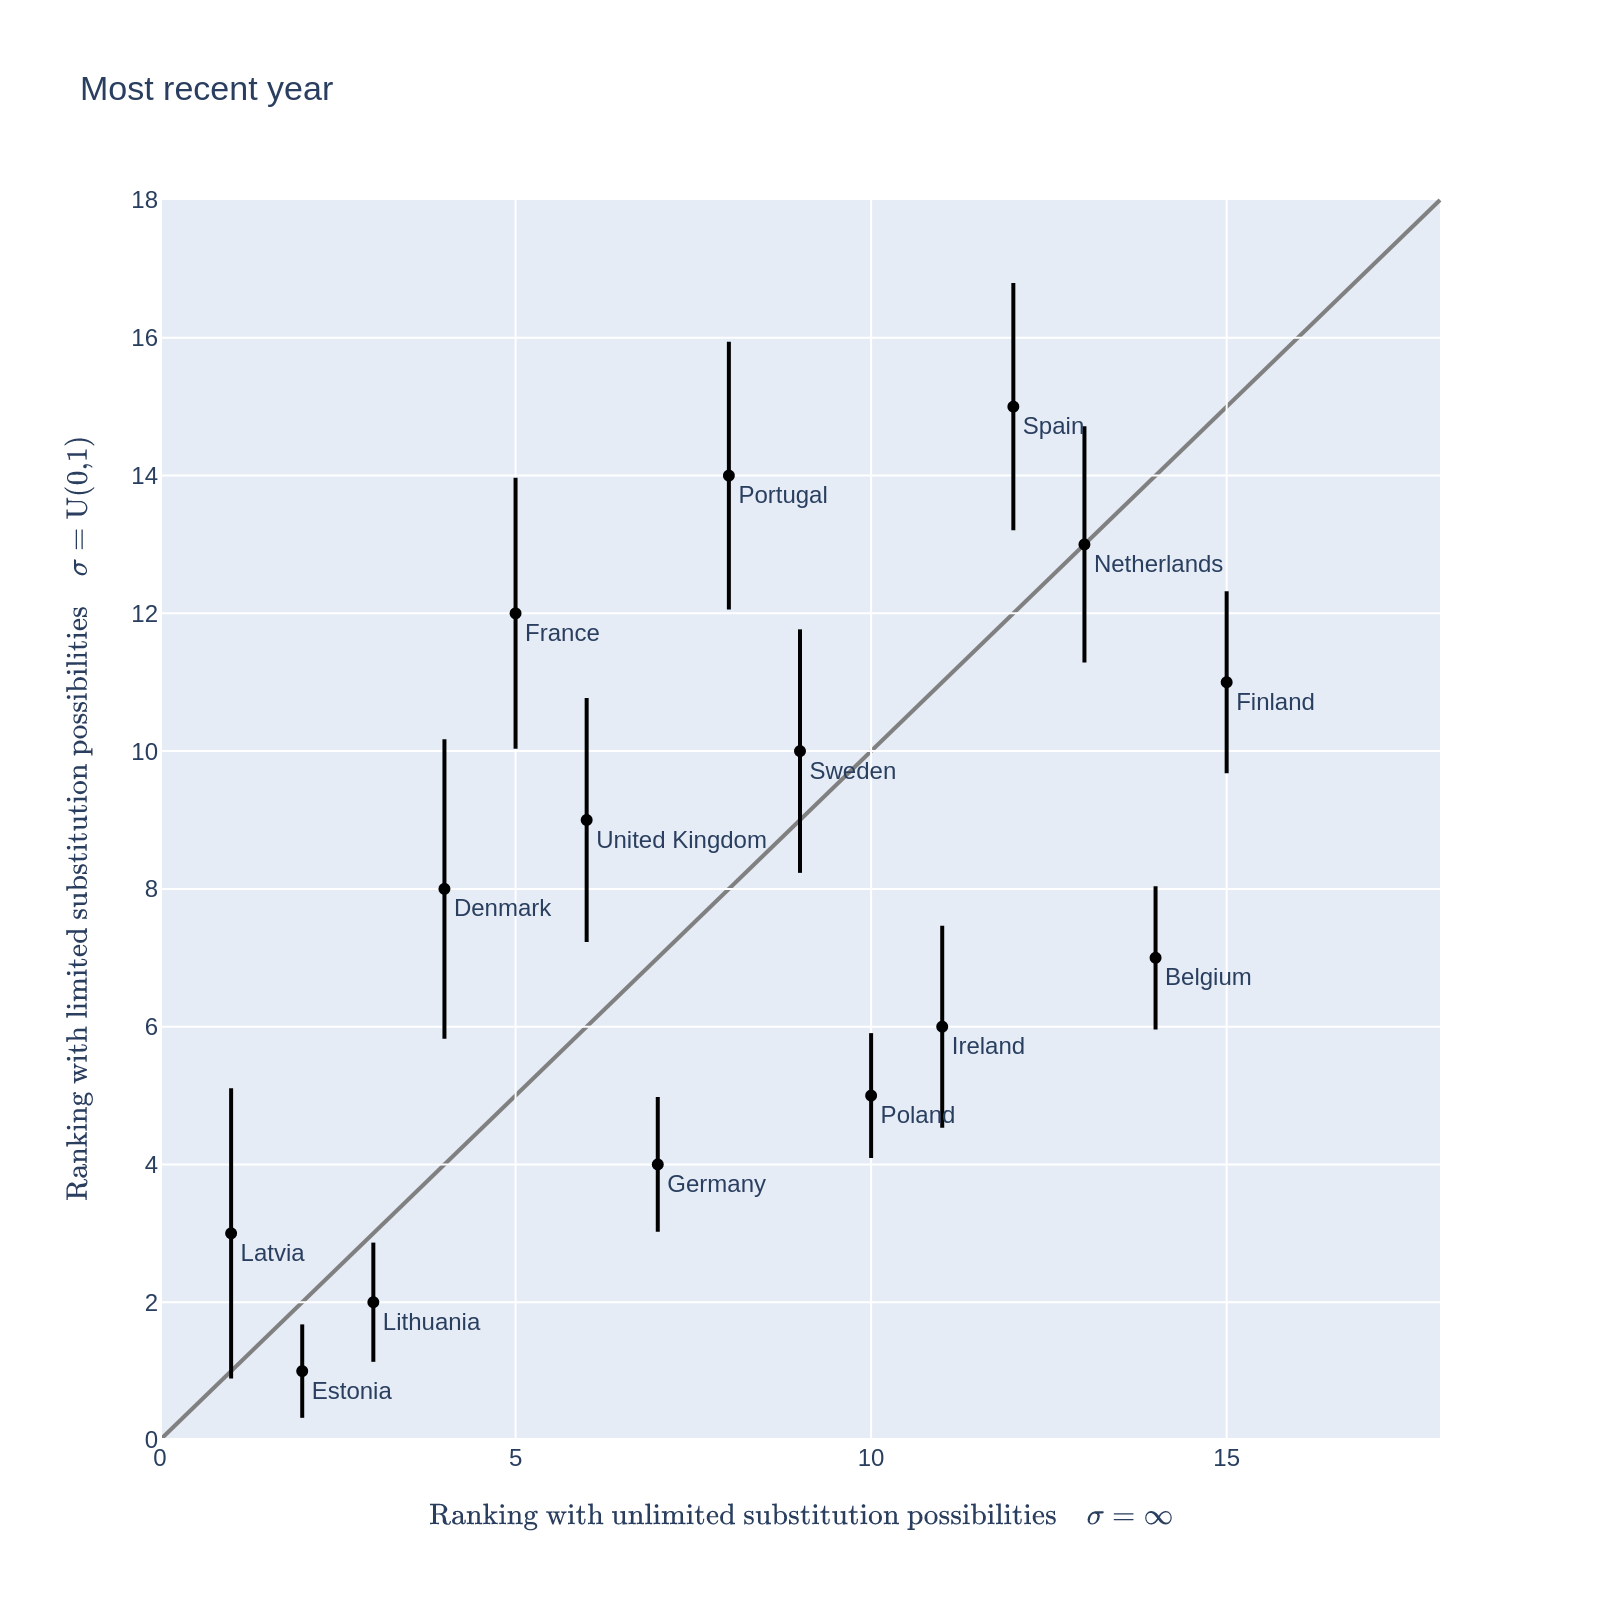 Most recent year
18
16
14
12
10
8
6
4
2
0
Ranking with limited substitution possibilities σ = U(0,1)
Spain
Portugal
Netherlands
France
Finland
Sweden
United Kingdom
Denmark
Belgium
Ireland
Poland
Germany
Latvia
Lithuania
Estonia
0 5 10 15
Ranking with unlimited substitution possibilities σ = ∞